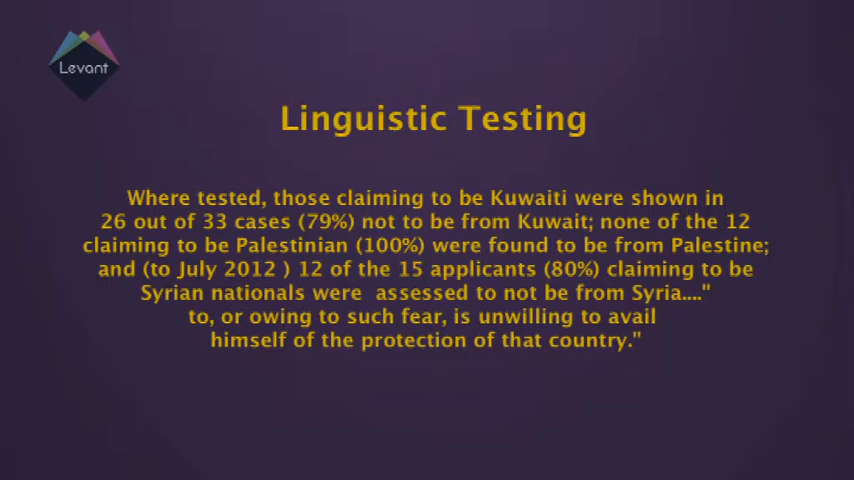 Levant
Linguistic Testing
Where tested, those claiming to be Kuwaiti were shown in
26 out of 33 cases (79%) not to be from Kuwait; none of the 12
claiming to be Palestinian (100%) were found to be from Palestine;
and (to July 2012 ) 12 of the 15 applicants (80%) claiming to be
Syrian nationals were  assessed to not be from Syria...."
to, or owing to such fear, is unwilling to avail
himself of the protection of that country."